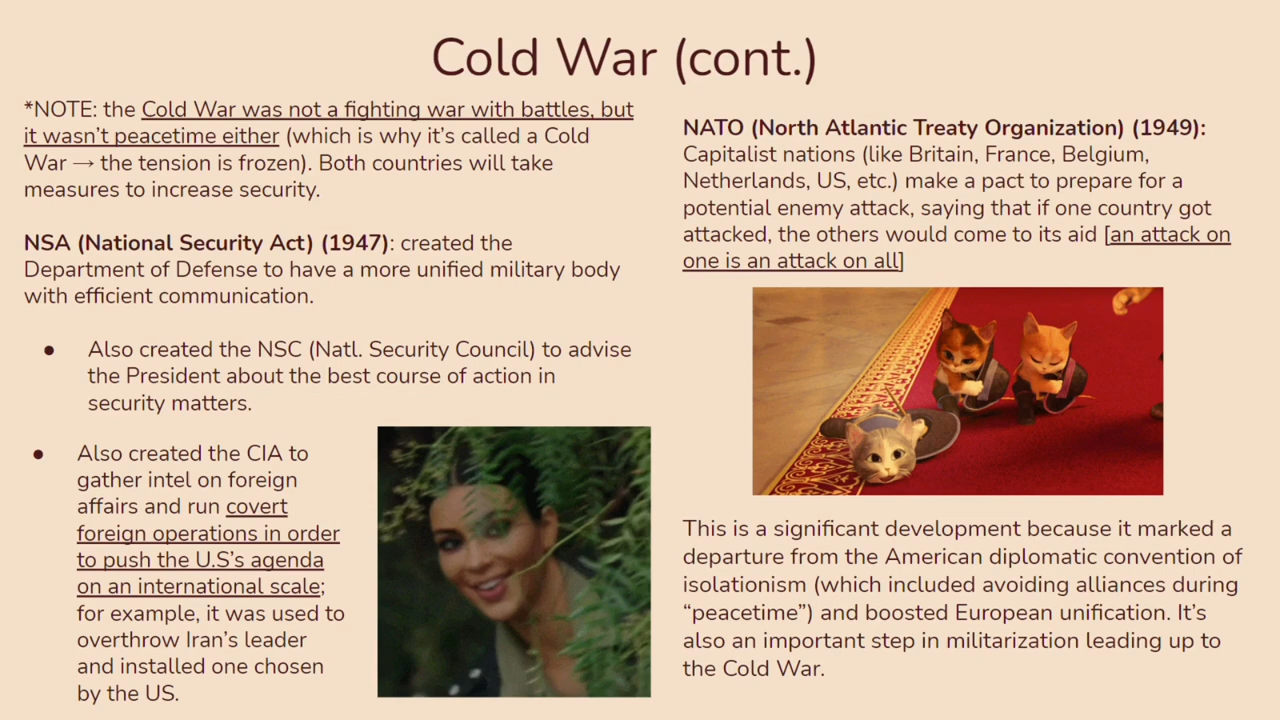 Cold War (cont.)
*NOTE: the Cold War was not a fighting war with battles, but
it wasn't peacetime either (which is why it's called a Cold
War → the tension is frozen). Both countries will take
measures to increase security.
NSA (National Security Act) (1947): created the
Department of Defense to have a more unified military body
with efficient communication.
● Also created the NSC (Natl. Security Council) to advise
the President about the best course of action in
security matters.
● Also created the CIA to
gather intel on foreign
affairs and run covert
foreign operations in order
to push the U.S's agenda
on an international scale;
for example, it was used to
overthrow Iran's leader
and installed one chosen
by the US.
NATO (North Atlantic Treaty Organization) (1949):
Capitalist nations (like Britain, France, Belgium,
Netherlands, US, etc.) make a pact to prepare for a
potential enemy attack, saying that if one country got
attacked, the others would come to its aid [an attack on
one is an attack on all]
This is a significant development because it marked a
departure from the American diplomatic convention of
isolationism (which included avoiding alliances during
“peacetime”) and boosted European unification. It's
also an important step in militarization leading up to
the Cold War.